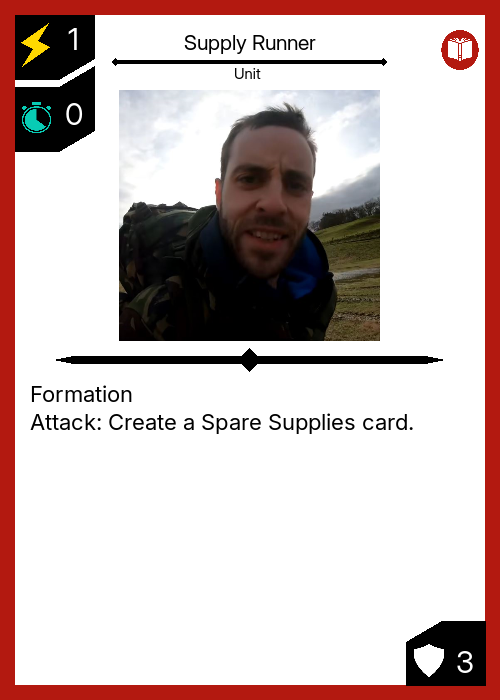 1
Supply Runner
Unit
0
Formation
Attack: Create a Spare Supplies card.
3